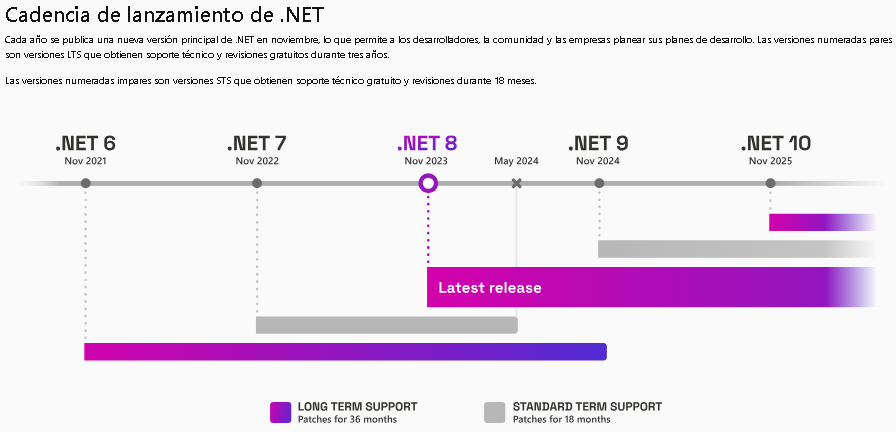 Cadencia de lanzamiento de .NET
Cada año se publica una nueva versión principal de .NET en noviembre, lo que permite a los desarrolladores, la comunidad y las empresas planear sus planes de desarrollo. Las versiones numeradas pares
son versiones LTS que obtienen soporte técnico y revisiones gratuitos durante tres años.
Las versiones numeradas impares son versiones STS que obtienen soporte técnico gratuito y revisiones durante 18 meses.
.NET 6
Nov 2021
.NET 7
Nov 2022
.NET 8
Nov 2023
May 2024
.NET 9
Nov 2024
.NET 10
Nov 2025
Latest release
LONG TERM SUPPORT
Patches for 36 months
STANDARD TERM SUPPORT
Patches for 18 months